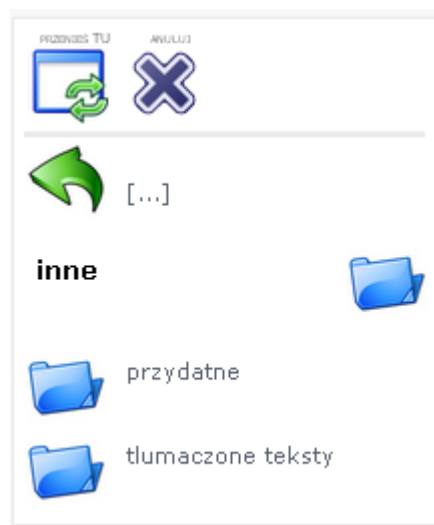 PRZENIEŚ TU ANULUJ
[...]
inne
przydatne
tlumaczone teksty